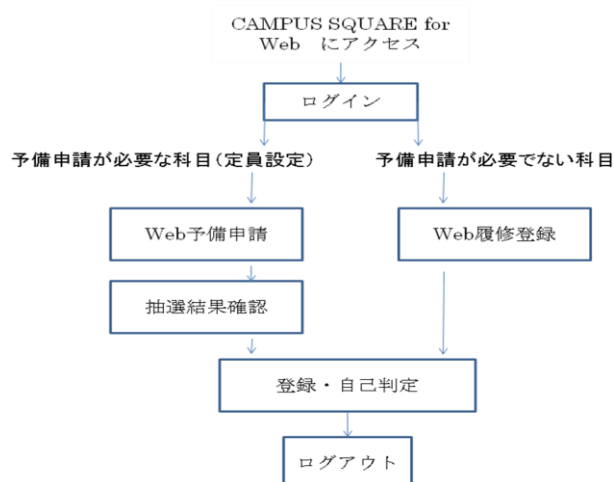 CAMPUS SQUARE for
Web にアクセス
ログイン
予備申請が必要な科目(定員設定)
予備申請が必要でない科目
Web予備申請
Web履修登録
抽選結果確認
登録・自己判定
ログアウト